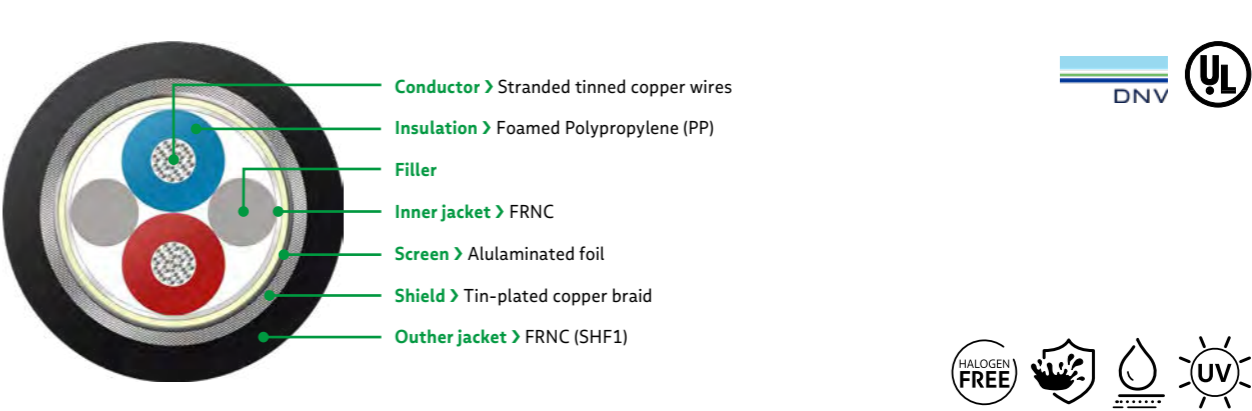 Conductor › Stranded tinned copper wires
Insulation › Foamed Polypropylene (PP)
Filler
Inner jacket › FRNC
Screen › Alulaminated foil
Shield › Tin-plated copper braid
Outher jacket › FRNC (SHF1)
DNV
UL
HALOGEN
FREE
UV